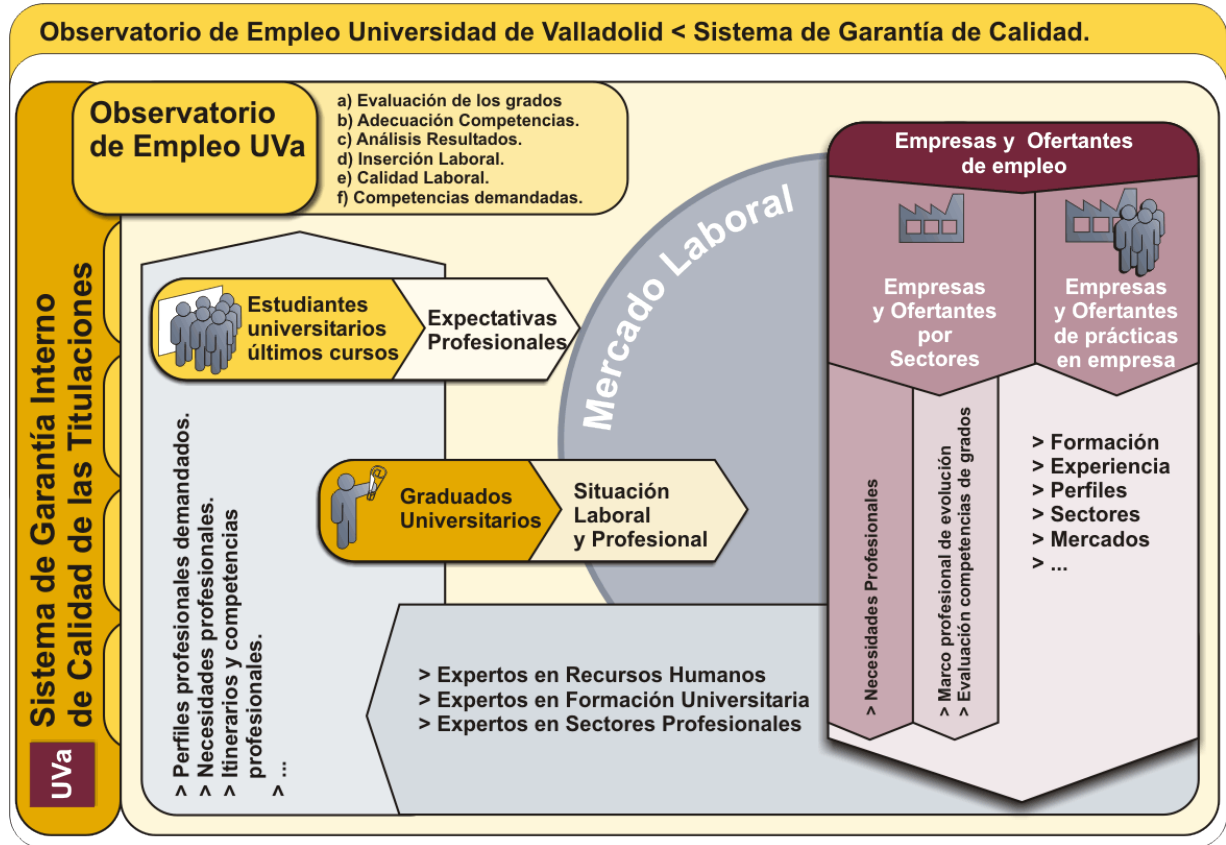 Observatorio de Empleo Universidad de Valladolid < Sistema de Garantía de Calidad.
Sistema de Garantía Interno
de Calidad de las Titulaciones
UVa
Observatorio
de Empleo UVa
a) Evaluación de los grados
b) Adecuación Competencias.
c) Análisis Resultados.
d) Inserción Laboral.
e) Calidad Laboral.
f) Competencias demandadas.
Estudiantes
universitarios
últimos cursos
Expectativas
Profesionales
Graduados
Universitarios
Situación
Laboral
y Profesional
Mercado Laboral
> Perfiles profesionales demandados.
> Necesidades profesionales.
> Itinerarios y competencias
profesionales.
> ...
> Expertos en Recursos Humanos
> Expertos en Formación Universitaria
> Expertos en Sectores Profesionales
Empresas y Ofertantes
de empleo
Empresas
y Ofertantes
por
Sectores
Empresas
y Ofertantes
de prácticas
en empresa
> Necesidades Profesionales
> Marco profesional de evolución
> Evaluación competencias de grados
> Formación
> Experiencia
> Perfiles
> Sectores
> Mercados
> ...